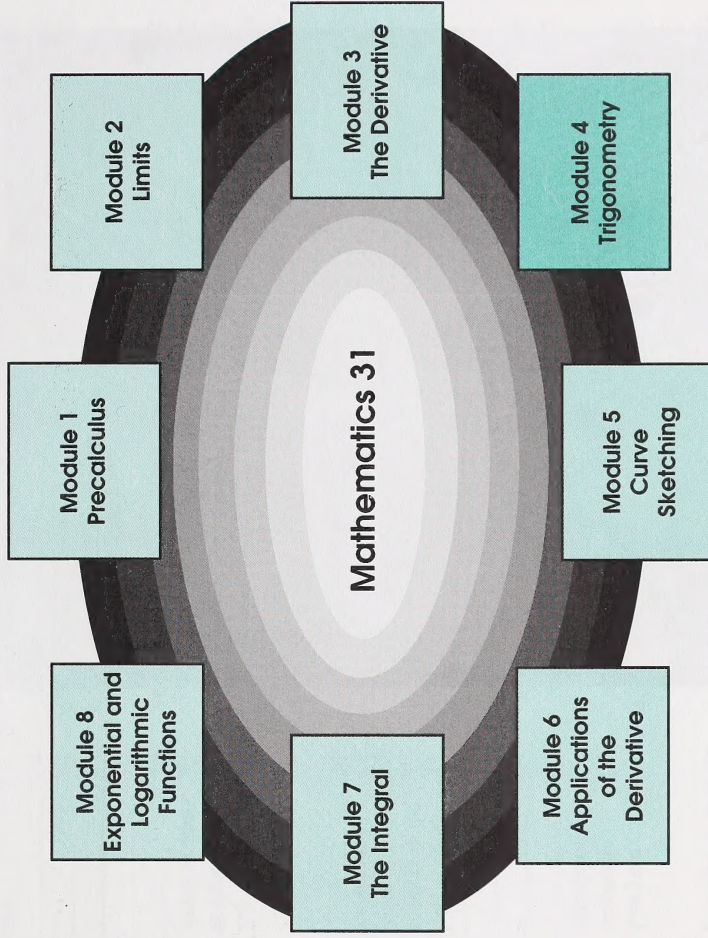 Mathematics 31
Module 1
Precalculus
Module 2
Limits
Module 3
The Derivative
Module 4
Trigonometry
Module 5
Curve
Sketching
Module 6
Applications
of the
Derivative
Module 7
The Integral
Module 8
Exponential and
Logarithmic
Functions